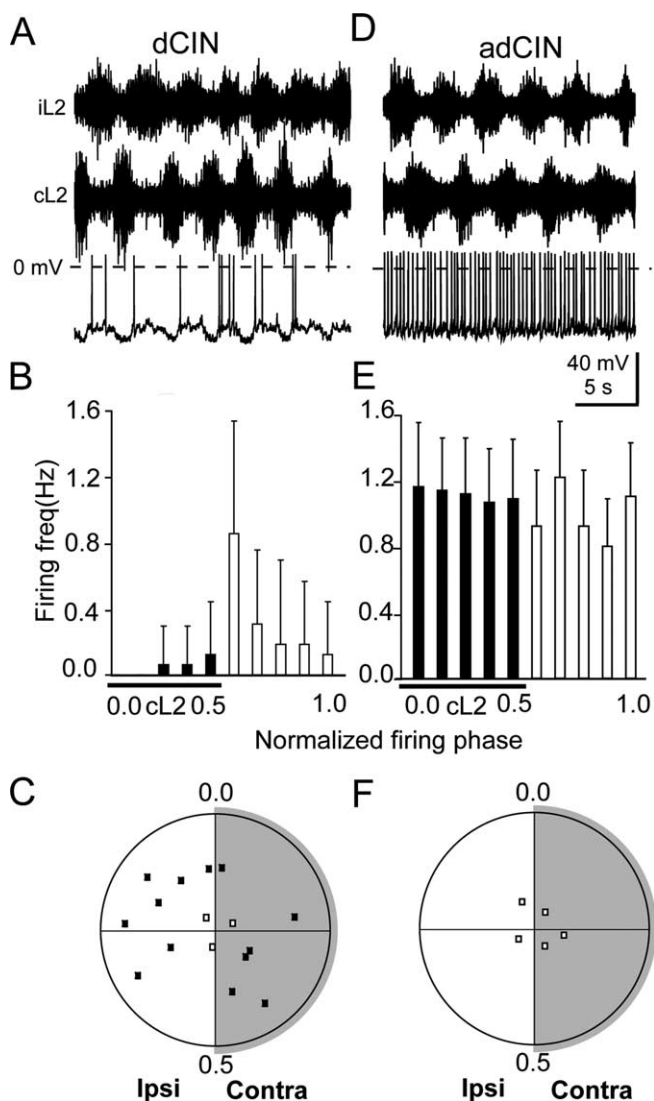 A D
dCIN adCIN
iL2
cL2
0 mV
40 mV
5 s
B E
1.6 1.6
1.2 1.2
0.8 0.8
0.4 0.4
0.0 0.0
Firing freq(Hz)
0.0 cL2 0.5 1.0 0.0 cL2 0.5 1.0
Normalized firing phase
C F
0.0 0.0
0.5 0.5
Ipsi Contra Ipsi Contra